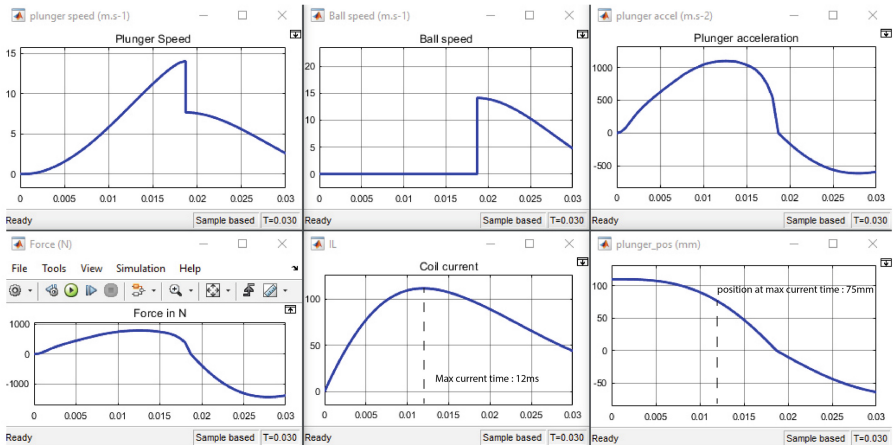 plunger speed (m.s-1)
Plunger Speed
15
10
5
0
0 0.005 0.01 0.015 0.02 0.025 0.03
Ready Sample based T=0.030
Ball speed (m.s-1)
Ball speed
20
15
10
5
0
0 0.005 0.01 0.015 0.02 0.025 0.03
Ready Sample based T=0.030
plunger accel (m.s-2)
Plunger acceleration
1000
500
0
-500
0 0.005 0.01 0.015 0.02 0.025 0.03
Ready Sample based T=0.030
Force (N)
File Tools View Simulation Help
Force in N
1000
0
-1000
0 0.005 0.01 0.015 0.02 0.025 0.03
Ready Sample based T=0.030
IL
Coil current
100
50
0
Max current time : 12ms
0 0.005 0.01 0.015 0.02 0.025 0.03
Ready Sample based T=0.030
plunger_pos (mm)
position at max current time : 75mm
100
50
0
-50
0 0.005 0.01 0.015 0.02 0.025 0.03
Ready Sample based T=0.030